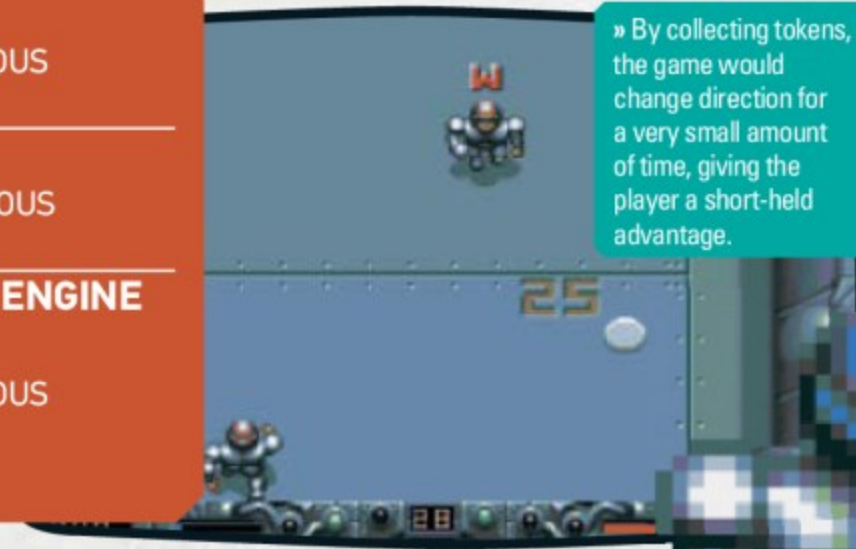 OUS
OUS
ENGINE
OUS
W
25
28
» By collecting tokens,
the game would
change direction for
a very small amount
of time, giving the
player a short-held
advantage.